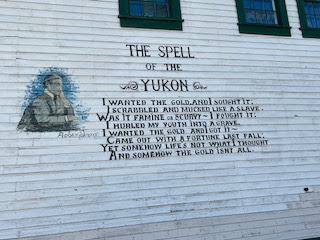 THE SPELL
OF THE
YUKON
I WANTED THE GOLD, AND I SOUGHT IT;
I SCRABBLED AND MUCKED LIKE A SLAVE.
WAS IT FAMINE OR SCURVY~I FOUGHT IT;
I HURLED MY YOUTH INTO A GRAVE.
I WANTED THE GOLD AND I GOT IT~
CAME OUT WITH A FORTUNE LAST FALL,
YET SOMEHOW LIFE'S NOT WHAT I THOUGHT
AND SOMEHOW THE GOLD ISNT ALL.